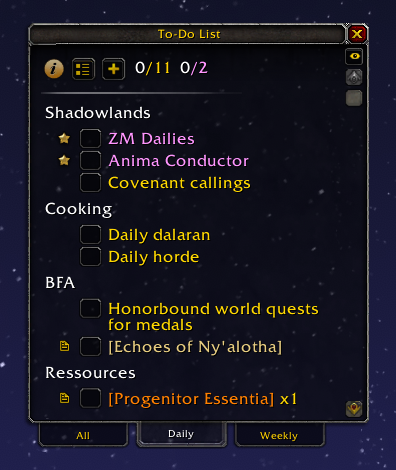 To-Do List
0/11 0/2
Shadowlands
ZM Dailies
Anima Conductor
Covenant callings
Cooking
Daily dalaran
Daily horde
BFA
Honorbound world quests
for medals
[Echoes of Ny'alotha]
Ressources
[Progenitor Essentia] x1
All
Daily
Weekly